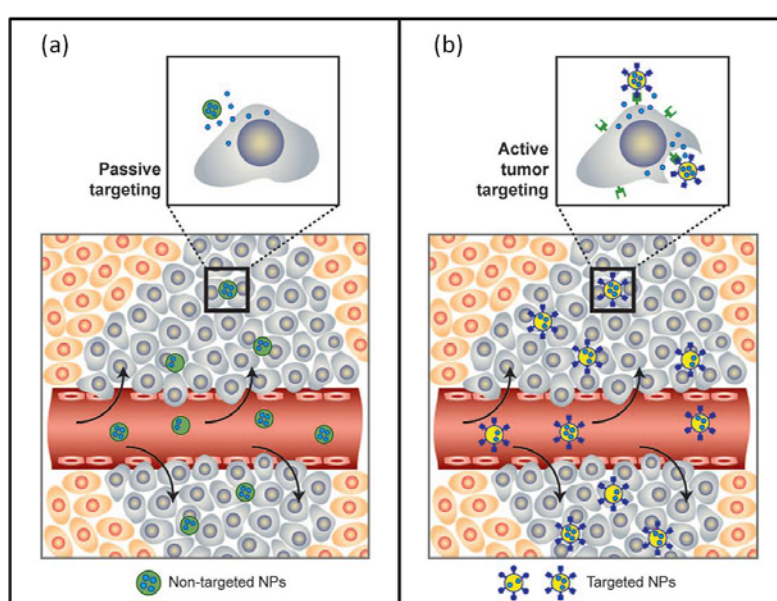 (a)
Passive
targeting
Non-targeted NPs
(b)
Active
tumor
targeting
Targeted NPs